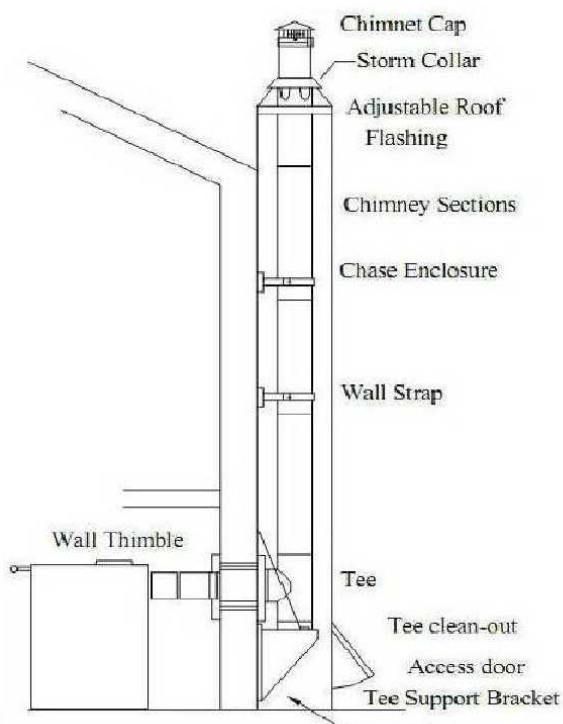 Chimnet Cap
Storm Collar
Adjustable Roof
Flashing
Chimney Sections
Chase Enclosure
Wall Strap
Wall Thimble
Tee
Tee clean-out
Access door
Tee Support Bracket